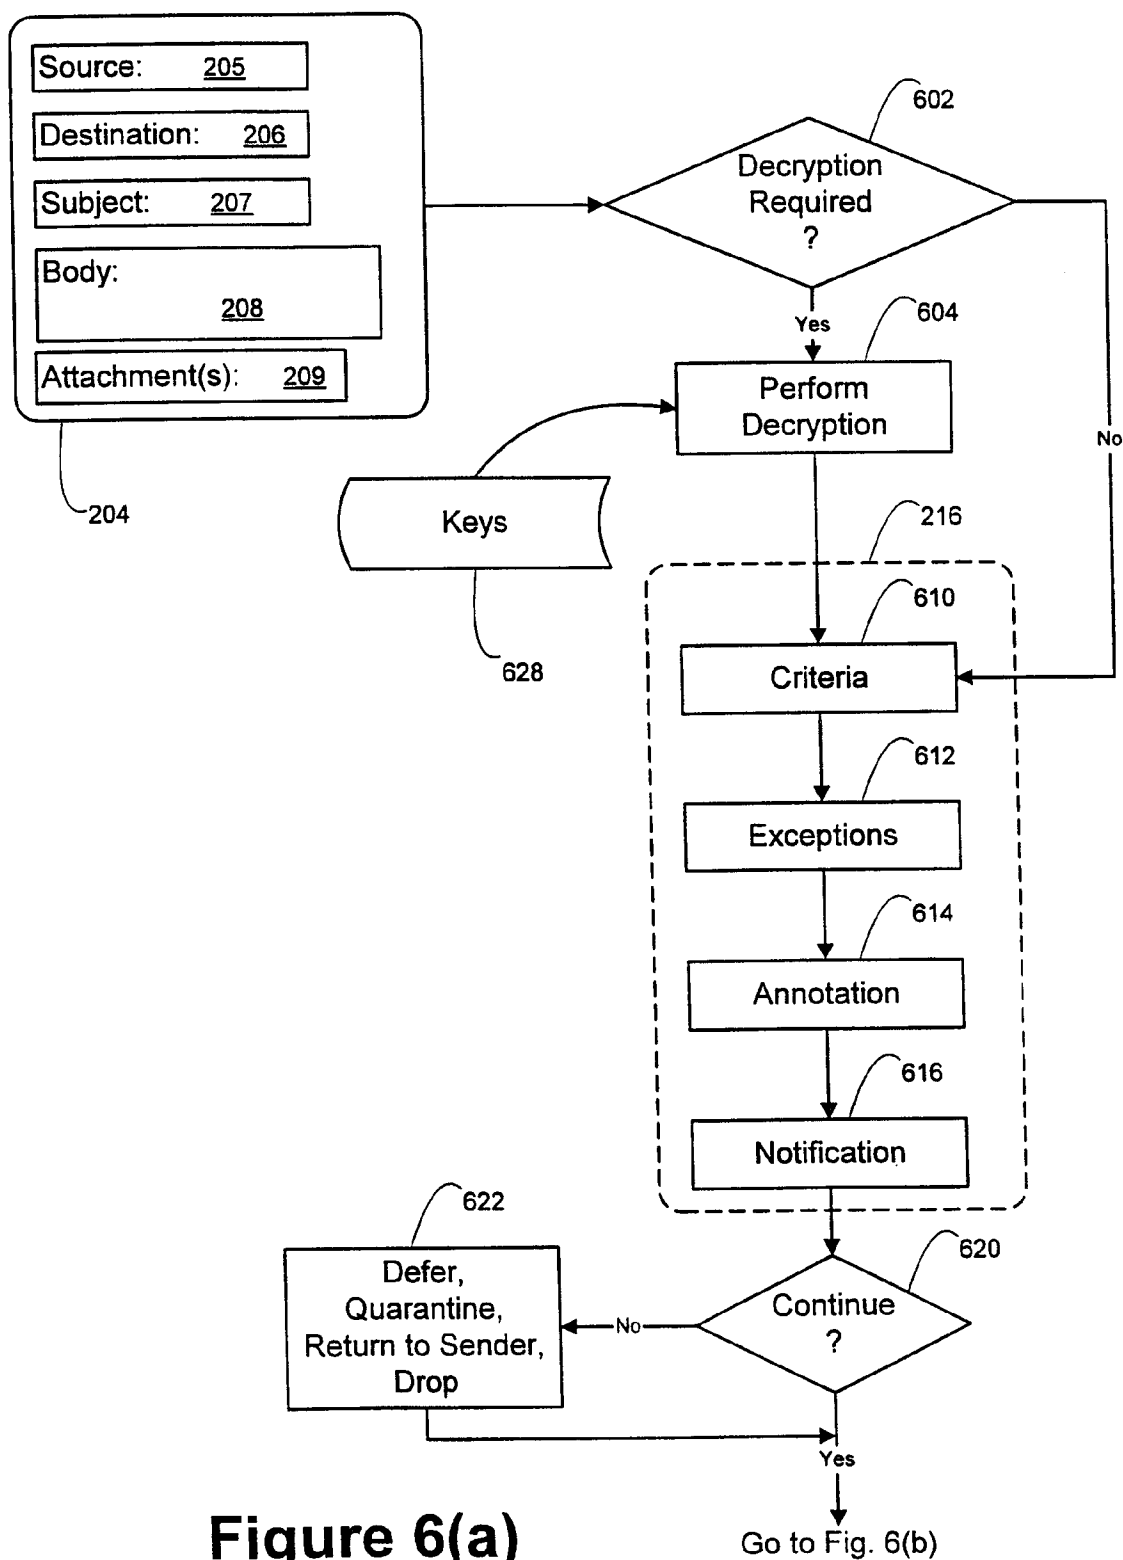 Source: 205
Destination: 206
Subject: 207
Body:
208
Attachment(s): 209
204
602
Decryption
Required
?
Yes
No
604
Perform
Decryption
Keys
628
216
610
Criteria
612
Exceptions
614
Annotation
616
Notification
620
Continue
?
No
622
Defer,
Quarantine,
Return to Sender,
Drop
Yes
Go to Fig. 6(b)
Figure 6(a)